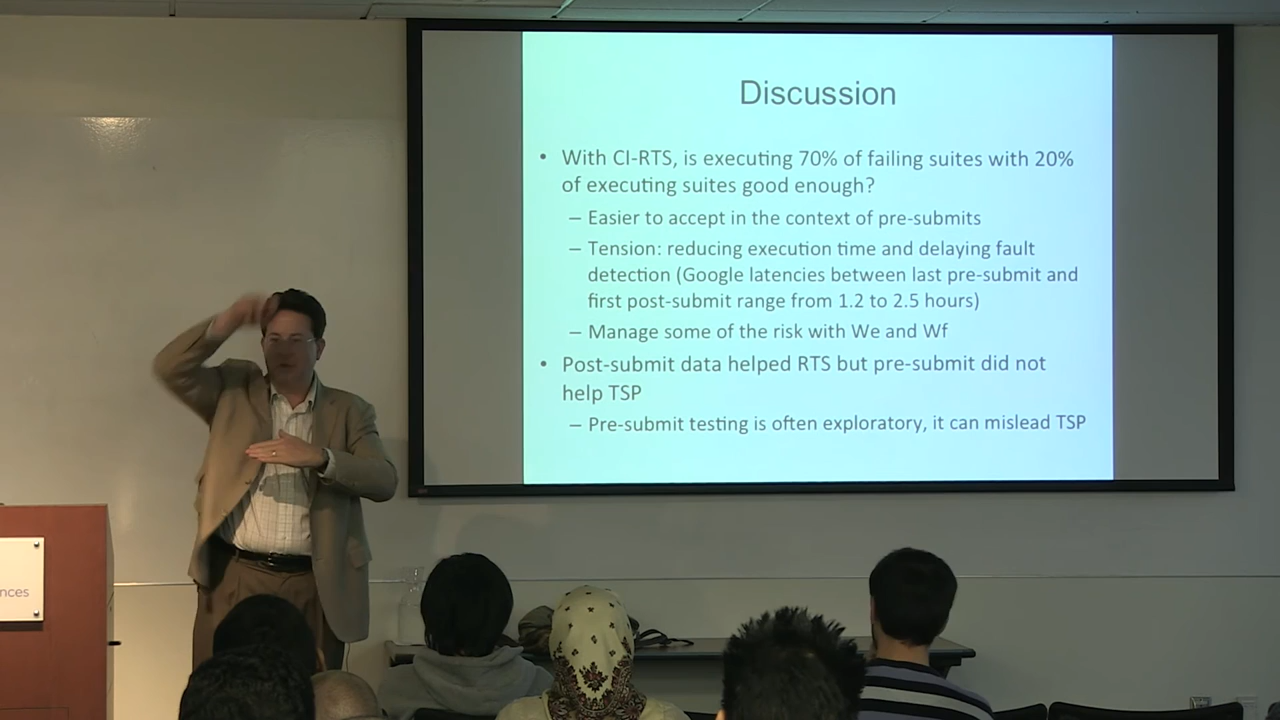 Discussion
• With CI-RTS, is executing 70% of failing suites with 20%
of executing suites good enough?
– Easier to accept in the context of pre-submits
– Tension: reducing execution time and delaying fault
detection (Google latencies between last pre-submit and
first post-submit range from 1.2 to 2.5 hours)
– Manage some of the risk with We and Wf
• Post-submit data helped RTS but pre-submit did not
help TSP
– Pre-submit testing is often exploratory, it can mislead TSP
nces